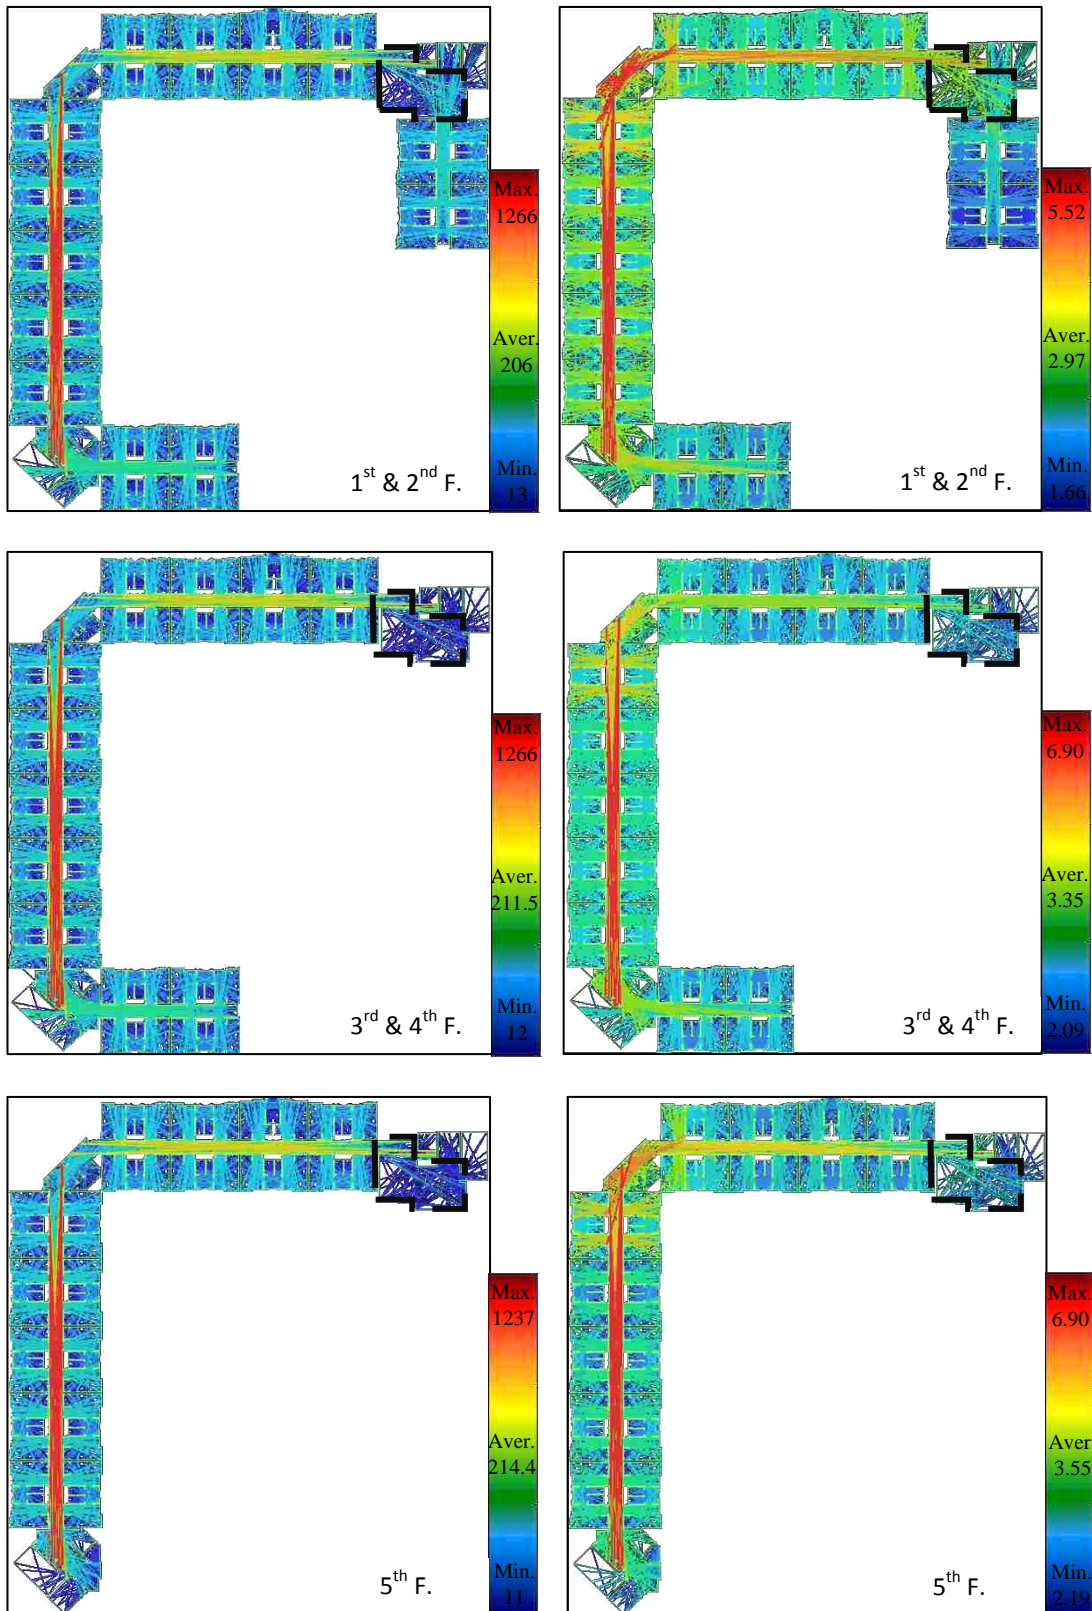 Max.
1266
Aver.
206
Min.
13
1st & 2nd F.
Max.
5.52
Aver.
2.97
Min.
1.66
1st & 2nd F.
Max.
1266
Aver.
211.5
Min.
12
3rd & 4th F.
Max.
6.90
Aver.
3.35
Min.
2.09
3rd & 4th F.
Max.
1237
Aver.
214.4
Min.
11
5th F.
Max.
6.90
Aver
3.55
Min.
2.19
5th F.